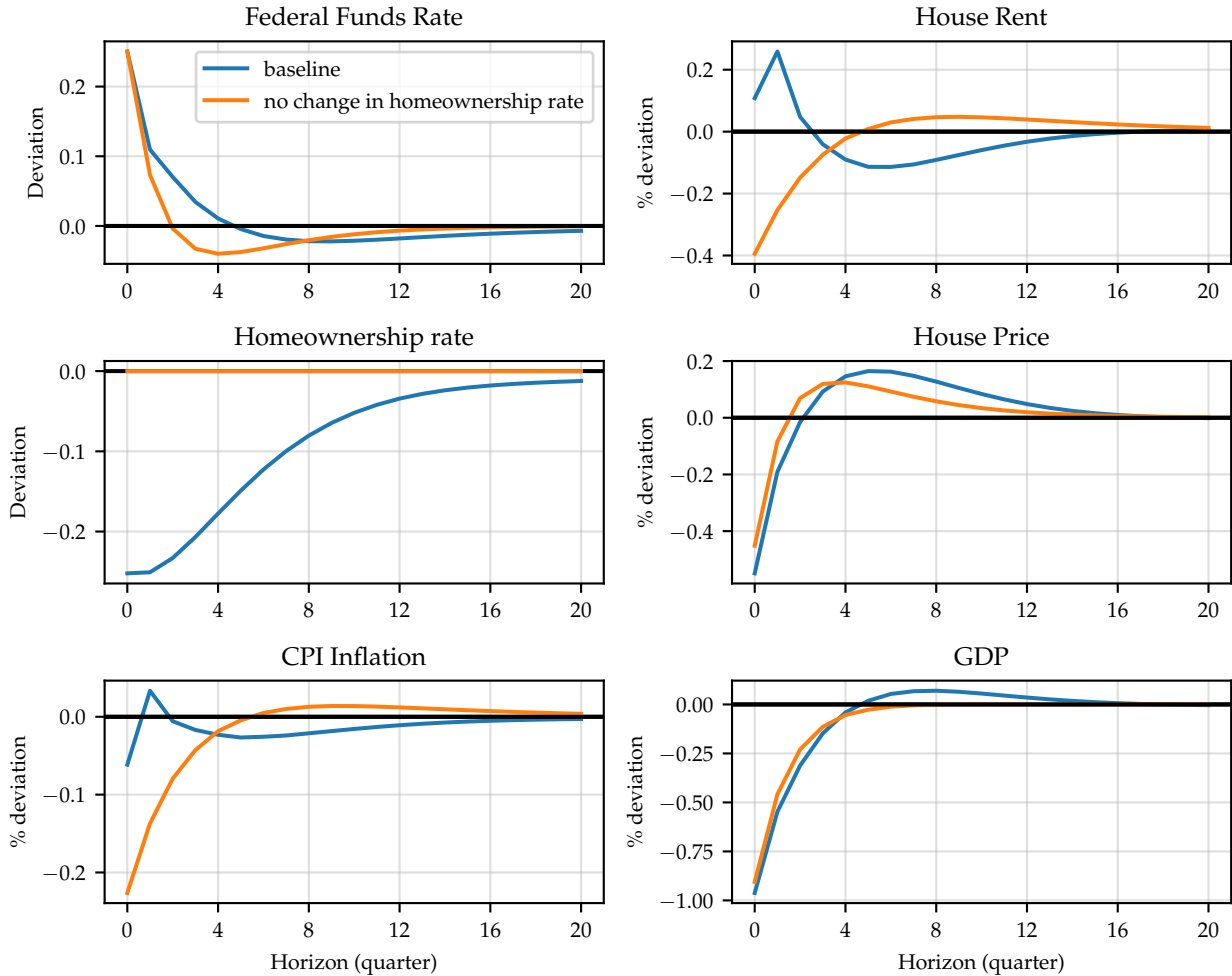 Federal Funds Rate
Deviation
0.2
0.1
0.0
baseline
no change in homeownership rate
0 4 8 12 16 20
House Rent
% deviation
0.2
0.0
−0.2
−0.4
0 4 8 12 16 20
Homeownership rate
Deviation
0.0
−0.1
−0.2
0 4 8 12 16 20
House Price
% deviation
0.2
0.0
−0.2
−0.4
0 4 8 12 16 20
CPI Inflation
% deviation
0.0
−0.1
−0.2
0 4 8 12 16 20
Horizon (quarter)
GDP
% deviation
0.00
−0.25
−0.50
−0.75
−1.00
0 4 8 12 16 20
Horizon (quarter)